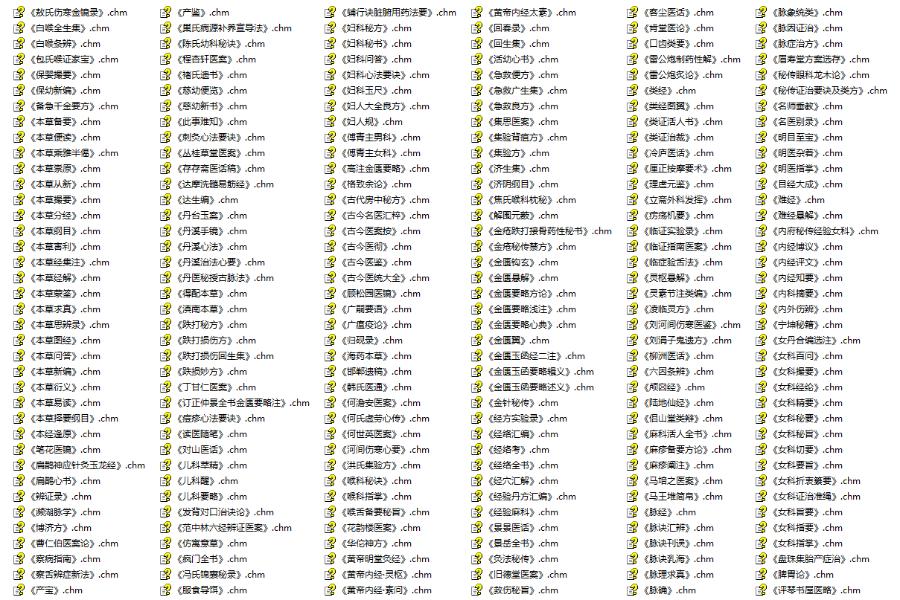 《敖氏伤寒金镜录》.chm
《白喉全生集》.chm
《白喉条辨》.chm
《包氏喉证家宝》.chm
《保婴撮要》.chm
《保幼新编》.chm
《备急千金要方》.chm
《本草备要》.chm
《本草便读》.chm
《本草乘雅半偈》.chm
《本草崇原》.chm
《本草从新》.chm
《本草撮要》.chm
《本草分经》.chm
《本草纲目》.chm
《本草害利》.chm
《本草经集注》.chm
《本草经解》.chm
《本草蒙筌》.chm
《本草求真》.chm
《本草思辨录》.chm
《本草图经》.chm
《本草问答》.chm
《本草新编》.chm
《本草衍义》.chm
《本草易读》.chm
《本草择要纲目》.chm
《本经逢原》.chm
《笔花医镜》.chm
《扁鹊神应针灸玉龙经》.chm
《扁鹊心书》.chm
《辨证录》.chm
《濒湖脉学》.chm
《博济方》.chm
《曹仁伯医案论》.chm
《察病指南》.chm
《察舌辨症新法》.chm
《产宝》.chm
《产鉴》.chm
《巢氏病源补养宣导法》.chm
《陈氏幼科秘诀》.chm
《程杏轩医案》.chm
《褚氏遗书》.chm
《慈幼便览》.chm
《慈幼新书》.chm
《此事难知》.chm
《刺灸心法要诀》.chm
《丛桂草堂医案》.chm
《存存斋医话稿》.chm
《达摩洗髓易筋经》.chm
《达生编》.chm
《丹台玉案》.chm
《丹溪手镜》.chm
《丹溪心法》.chm
《丹溪治法心要》.chm
《丹医秘授古脉法》.chm
《得配本草》.chm
《滇南本草》.chm
《跌打秘方》.chm
《跌打损伤方》.chm
《跌打损伤回生集》.chm
《跌损妙方》.chm
《丁甘仁医案》.chm
《订正仲景全书金匮要略注》.chm
《痘疹心法要诀》.chm
《读医随笔》.chm
《对山医话》.chm
《儿科萃精》.chm
《儿科醒》.chm
《儿科要略》.chm
《发背对口治诀论》.chm
《范中林六经辨证医案》.chm
《仿寓意草》.chm
《疯门全书》.chm
《冯氏锦囊秘录》.chm
《服食导饵》.chm
《辅行诀脏腑用药法要》.chm
《妇科秘方》.chm
《妇科秘书》.chm
《妇科问答》.chm
《妇科心法要诀》.chm
《妇科玉尺》.chm
《妇人大全良方》.chm
《妇人规》.chm
《傅青主男科》.chm
《傅青主女科》.chm
《高注金匮要略》.chm
《格致余论》.chm
《古代房中秘方》.chm
《古今名医汇粹》.chm
《古今医案按》.chm
《古今医彻》.chm
《古今医鉴》.chm
《古今医统大全》.chm
《顾松园医镜》.chm
《广嗣要语》.chm
《广瘟疫论》.chm
《归砚录》.chm
《海药本草》.chm
《邯郸遗稿》.chm
《韩氏医通》.chm
《何澹安医案》.chm
《何氏虚劳心传》.chm
《何世英医案》.chm
《河间伤寒心要》.chm
《洪氏集验方》.chm
《喉科秘诀》.chm
《喉科指掌》.chm
《喉舌备要秘旨》.chm
《花韵楼医案》.chm
《华佗神方》.chm
《黄帝明堂灸经》.chm
《黄帝内经·灵枢》.chm
《黄帝内经·素问》.chm
《黄帝内经太素》.chm
《回春录》.chm
《回生集》.chm
《活幼心书》.chm
《急救便方》.chm
《急救广生集》.chm
《急救良方》.chm
《集思医案》.chm
《集验背疽方》.chm
《集验方》.chm
《济生集》.chm
《济阴纲目》.chm
《焦氏喉科枕秘》.chm
《解围元薮》.chm
《金疮跌打接骨药性秘书》.chm
《金疮秘传禁方》.chm
《金匮钩玄》.chm
《金匮悬解》.chm
《金匮要略方论》.chm
《金匮要略浅注》.chm
《金匮要略心典》.chm
《金匮翼》.chm
《金匮玉函经二注》.chm
《金匮玉函要略辑义》.chm
《金匮玉函要略述义》.chm
《金针秘传》.chm
《经方实验录》.chm
《经络汇编》.chm
《经络考》.chm
《经络全书》.chm
《经穴汇解》.chm
《经验丹方汇编》.chm
《经验麻科》.chm
《景景医话》.chm
《景岳全书》.chm
《灸法秘传》.chm
《旧德堂医案》.chm
《救伤秘旨》.chm
《客尘医话》.chm
《肯堂医论》.chm
《口齿类要》.chm
《雷公炮制药性解》.chm
《雷公炮炙论》.chm
《类经》.chm
《类经图翼》.chm
《类证活人书》.chm
《类证治裁》.chm
《冷庐医话》.chm
《厘正按摩要术》.chm
《理虚元鉴》.chm
《立斋外科发挥》.chm
《疠疡机要》.chm
《临证实验录》.chm
《临证指南医案》.chm
《临症验舌法》.chm
《灵枢悬解》.chm
《灵素节注类编》.chm
《凌临灵方》.chm
《刘河间伤寒医鉴》.chm
《刘涓子鬼遗方》.chm
《柳洲医话》.chm
《六因条辨》.chm
《颅囟经》.chm
《陆地仙经》.chm
《侣山堂类辩》.chm
《麻科活人全书》.chm
《麻疹备要方论》.chm
《麻疹阐注》.chm
《马培之医案》.chm
《马王堆简帛》.chm
《脉经》.chm
《脉诀汇辨》.chm
《脉诀刊误》.chm
《脉诀乳海》.chm
《脉理求真》.chm
《脉确》.chm
《脉象统类》.chm
《脉因证治》.chm
《脉症治方》.chm
《眉寿堂方案选存》.chm
《秘传眼科龙木论》.chm
《秘传证治要诀及类方》.chm
《名师垂教》.chm
《名医别录》.chm
《明目至宝》.chm
《明医杂着》.chm
《明医指掌》.chm
《目经大成》.chm
《难经》.chm
《难经悬解》.chm
《内府秘传经验女科》.chm
《内经博议》.chm
《内经评文》.chm
《内经知要》.chm
《内科摘要》.chm
《内外伤辨》.chm
《宁坤秘籍》.chm
《女丹合编选注》.chm
《女科百问》.chm
《女科撮要》.chm
《女科经纶》.chm
《女科精要》.chm
《女科秘要》.chm
《女科秘旨》.chm
《女科切要》.chm
《女科要旨》.chm
《女科折衷纂要》.chm
《女科证治准绳》.chm
《女科旨要》.chm
《女科指要》.chm
《女科指掌》.chm
《盘珠集胎产症治》.chm
《脾胃论》.chm
《评琴书屋医略》.chm